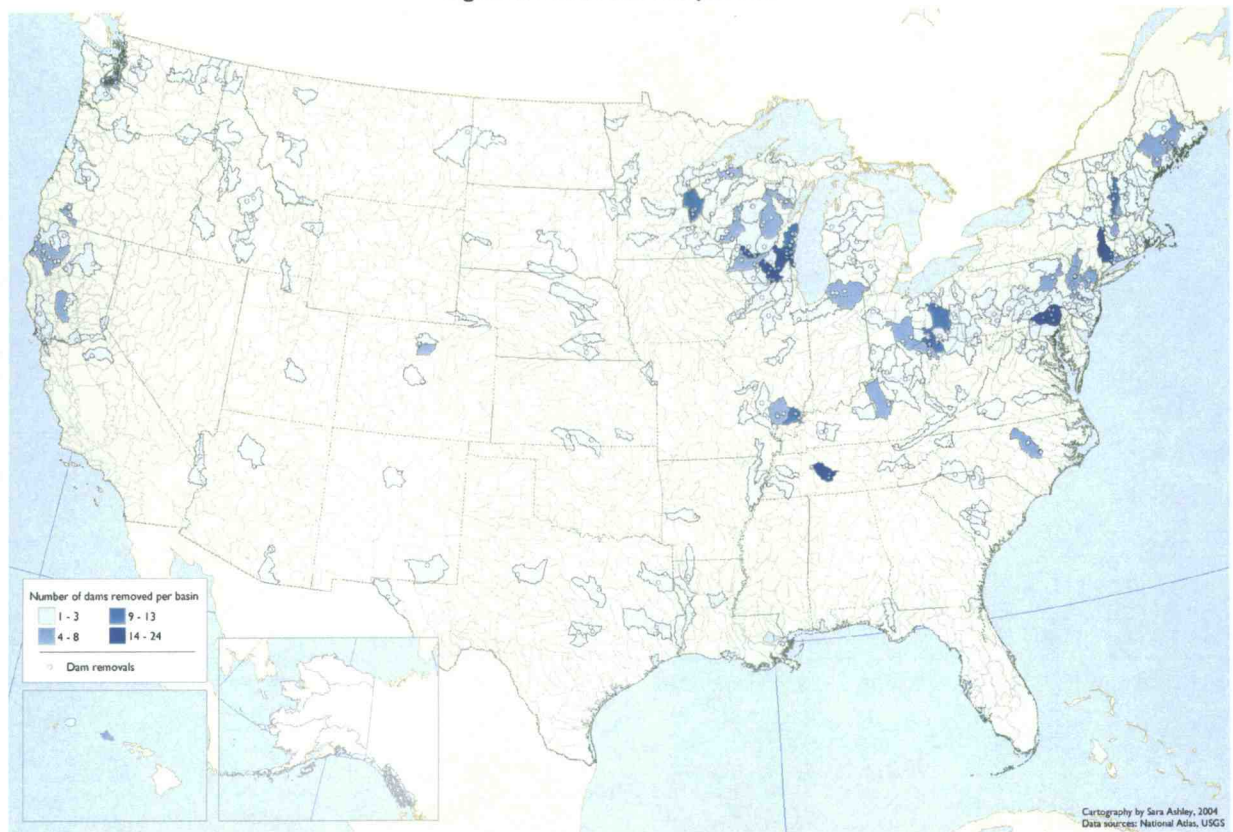 Number of dams removed per basin
1 - 3
9 - 13
4 - 8
14 - 24
Dam removals
Cartography by Sara Ashley, 2004
Data sources: National Atlas, USGS